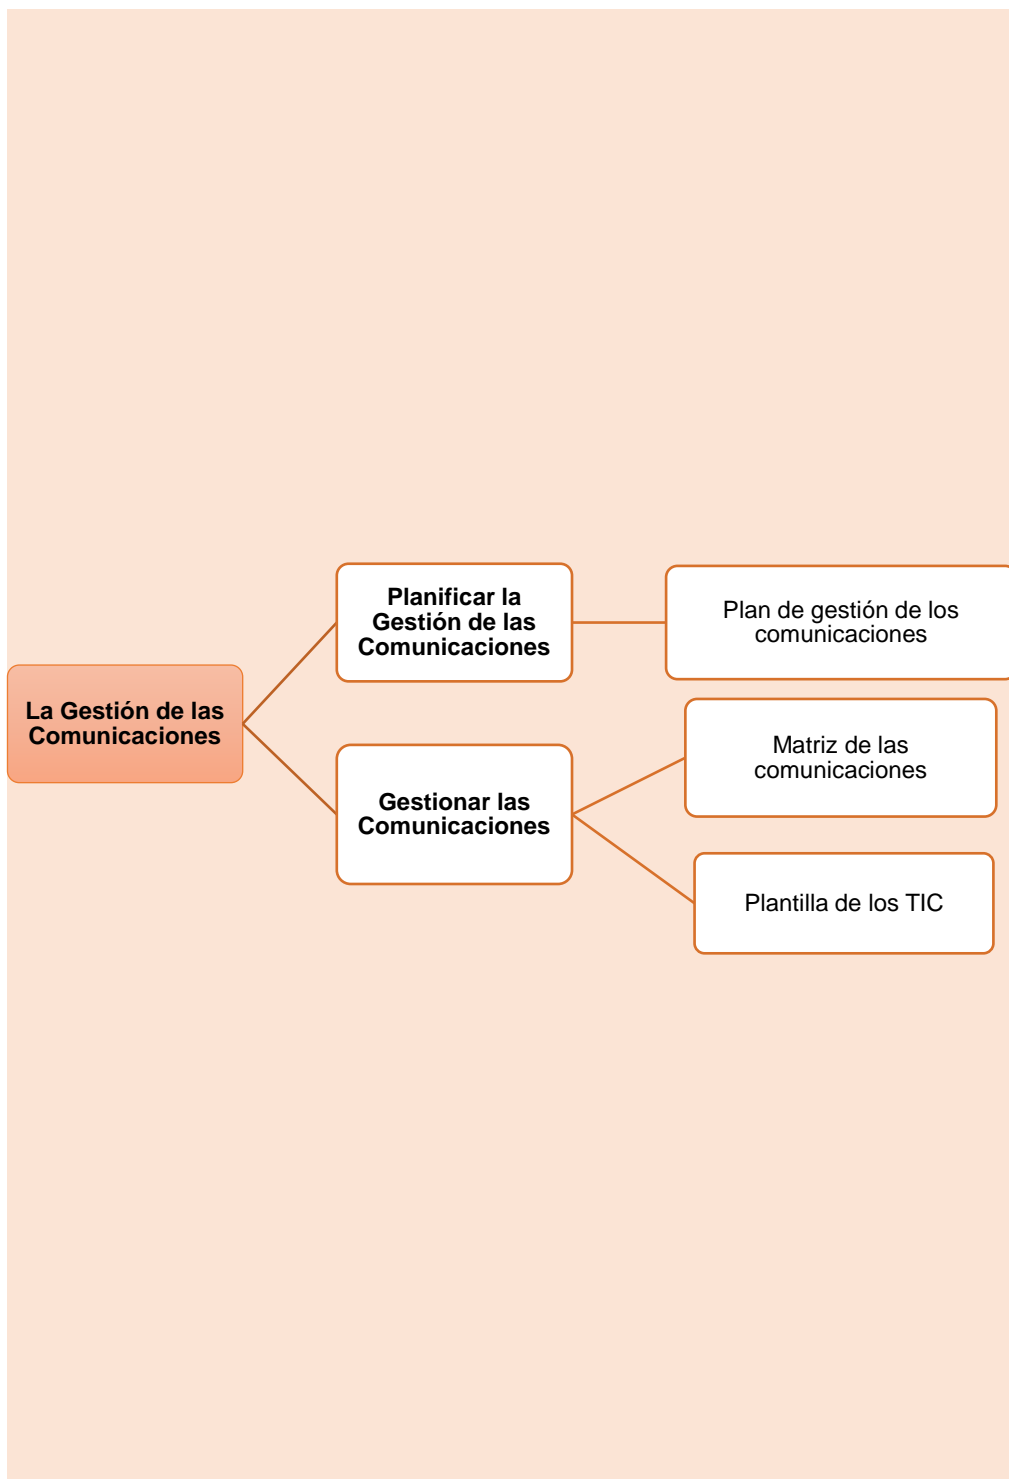 La Gestión de las
Comunicaciones
Planificar la
Gestión de las
Comunicaciones
Plan de gestión de los
comunicaciones
Gestionar las
Comunicaciones
Matriz de las
comunicaciones
Plantilla de los TIC